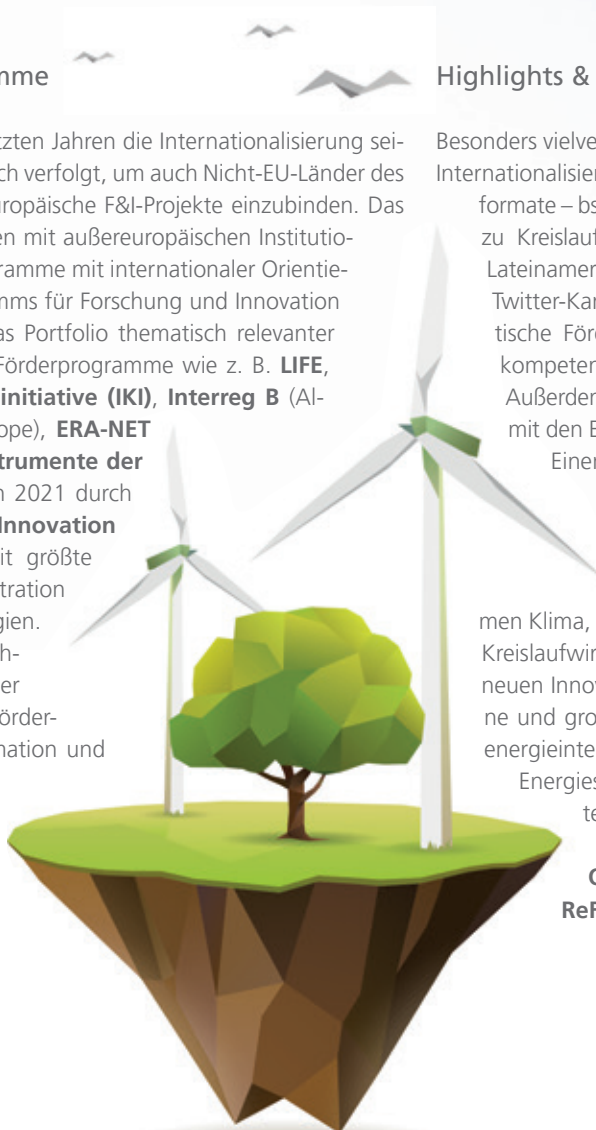 mme
tzten Jahren die Internationalisierung sei-
ch verfolgt, um auch Nicht-EU-Länder des
uropäische F&I-Projekte einzubinden. Das
en mit außereuropäischen Institutio-
ramme mit internationaler Orientie-
mms für Forschung und Innovation
as Portfolio thematisch relevanter
Förderprogramme wie z. B. LIFE,
initiative (IKI), Interreg B (Al-
ope), ERA-NET
trumente der
n 2021 durch
Innovation
it größte
tration
gien.
h-
er
örder-
nation und
Highlights &
Besonders vielve
Internationalisier
formate – bs
zu Kreislauf
Lateinamer
Twitter-Kar
tische För
kompeten
Außerder
mit den E
Einer
men Klima,
Kreislaufwir
neuen Innov
ne und gro
energieinte
Energies
te
C
ReF